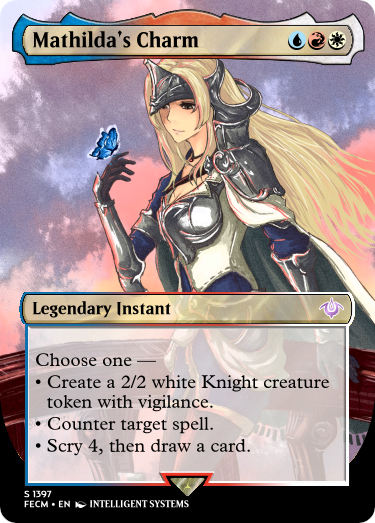 Mathilda's Charm
Legendary Instant
Choose one —
• Create a 2/2 white Knight creature
token with vigilance.
• Counter target spell.
• Scry 4, then draw a card.
S 1397
FECM • EN INTELLIGENT SYSTEMS